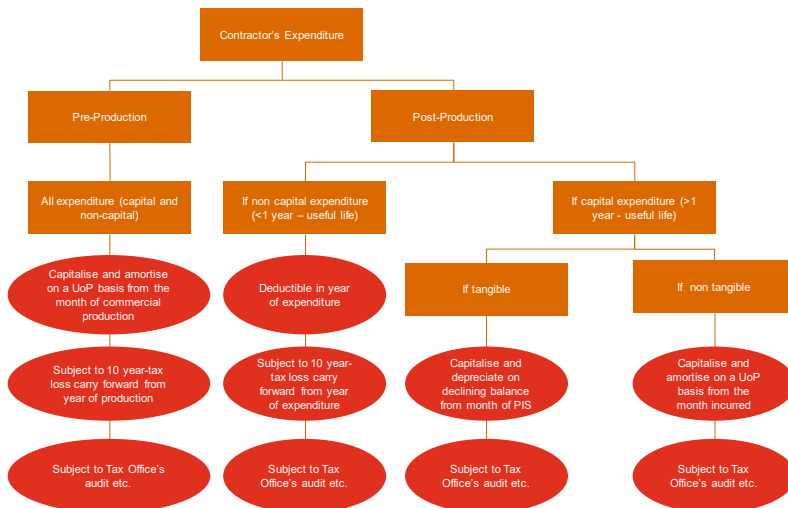 Contractor's Expenditure
Pre-Production
Post-Production
All expenditure (capital and
non-capital)
If non capital expenditure
(<1 year – useful life)
If capital expenditure (>1
year - useful life)
Capitalise and amortise
on a UoP basis from the
month of commercial
production
Deductible in year
of expenditure
If tangible
If  non tangible
Subject to 10 year-tax
loss carry forward from
year of production
Subject to 10 year-
tax loss carry
forward from year
of expenditure
Capitalise and
depreciate on
declining balance
from month of PIS
Capitalise and
amortise on a UoP
basis from the
month incurred
Subject to Tax Office's
audit etc.
Subject to Tax
Office's audit etc.
Subject to Tax
Office's audit etc.
Subject to Tax
Office's audit etc.